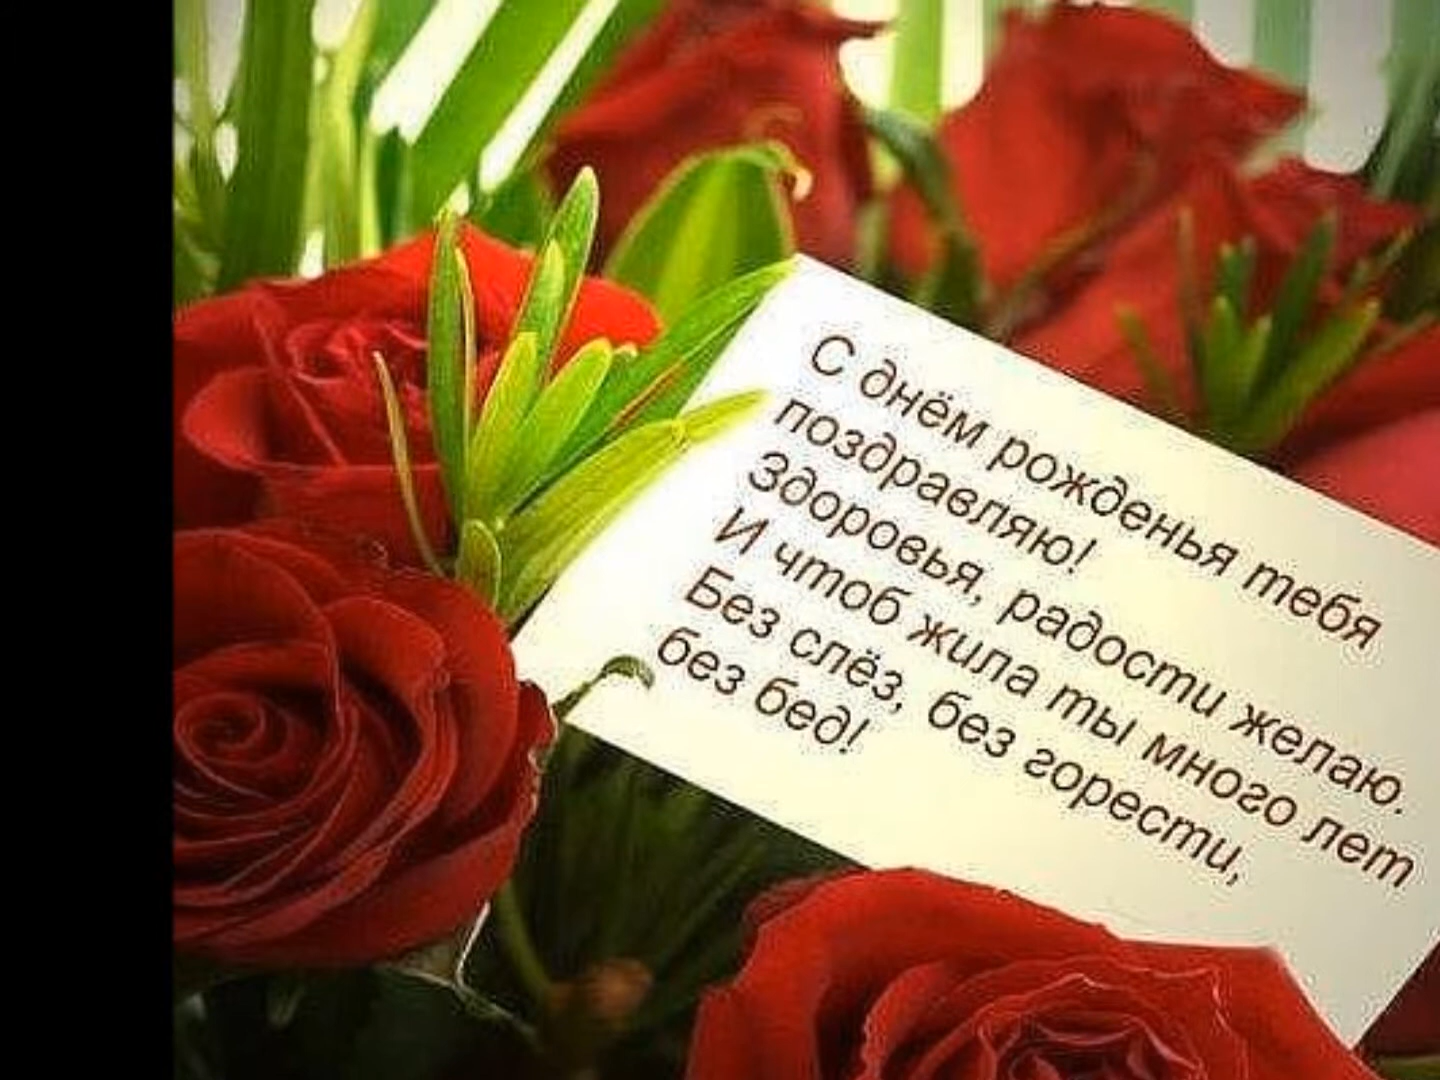 С днём рожденья тебя
поздравляю!
Здоровья, радости желаю.
И чтоб жила ты много лет
Без слёз, без горести,
без бед!